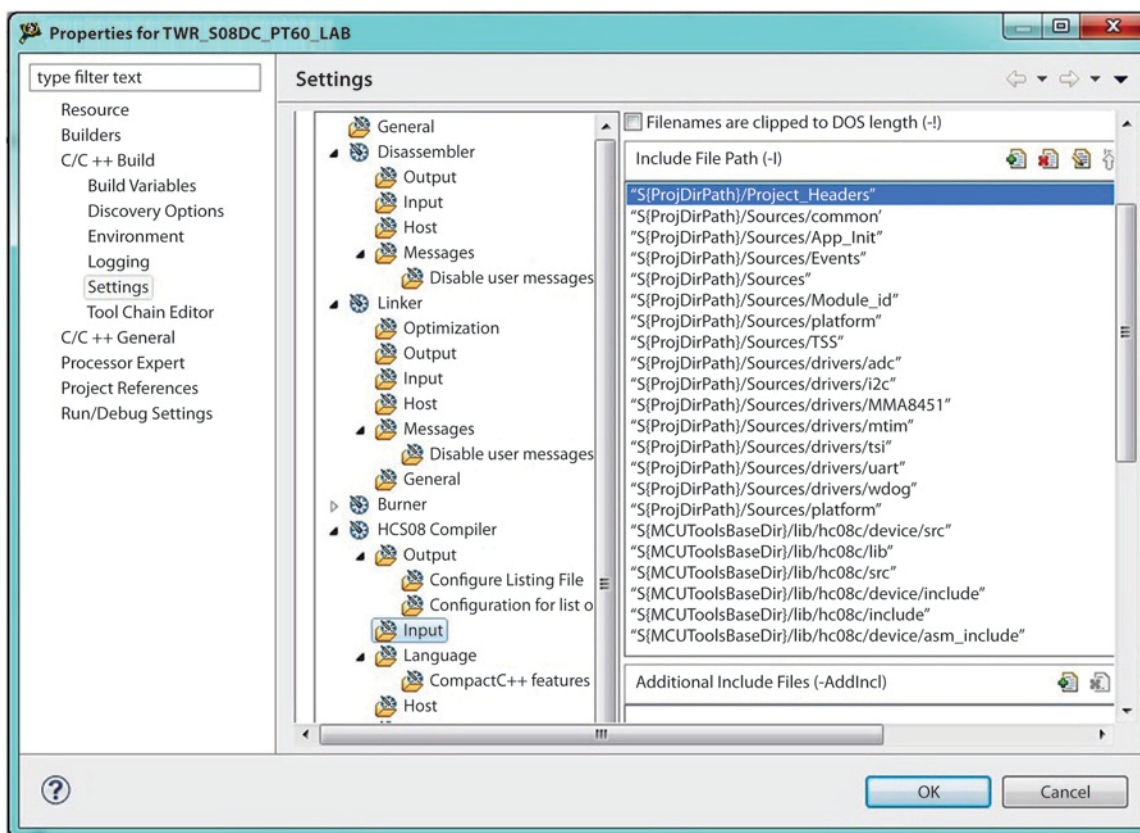 Properties for TWR_S08DC_PT60_LAB
type filter text
Resource
Builders
C/C ++ Build
Build Variables
Discovery Options
Environment
Logging
Settings
Tool Chain Editor
C/C ++ General
Processor Expert
Project References
Run/Debug Settings
Settings
General
Disassembler
Output
Input
Host
Messages
Disable user messages
Linker
Optimization
Output
Input
Host
Messages
Disable user messages
General
Burner
HCS08 Compiler
Output
Configure Listing File
Configuration for list o
Input
Language
CompactC++ features
Host
Filenames are clipped to DOS length (-!)
Include File Path (-I)
“S{ProjDirPath}/Project_Headers”
“S{ProjDirPath}/Sources/common’
“S{ProjDirPath}/Sources/App_Init”
“S{ProjDirPath}/Sources/Events”
“S{ProjDirPath}/Sources”
“S{ProjDirPath}/Sources/Module_id”
“S{ProjDirPath}/Sources/platform”
“S{ProjDirPath}/Sources/TSS”
“S{ProjDirPath}/Sources/drivers/adc”
“S{ProjDirPath}/Sources/drivers/i2c”
“S{ProjDirPath}/Sources/drivers/MMA8451”
“S{ProjDirPath}/Sources/drivers/mtim”
“S{ProjDirPath}/Sources/drivers/tsi”
“S{ProjDirPath}/Sources/drivers/uart”
“S{ProjDirPath}/Sources/drivers/wdog”
“S{ProjDirPath}/Sources/platform”
“S{MCUToolsBaseDir}/lib/hc08c/device/src”
“S{MCUToolsBaseDir}/lib/hc08c/lib”
“S{MCUToolsBaseDir}/lib/hc08c/src”
“S{MCUToolsBaseDir}/lib/hc08c/device/include”
“S{MCUToolsBaseDir}/lib/hc08c/include”
“S{MCUToolsBaseDir}/lib/hc08c/device/asm_include”
Additional Include Files (-AddIncl)
OK
Cancel